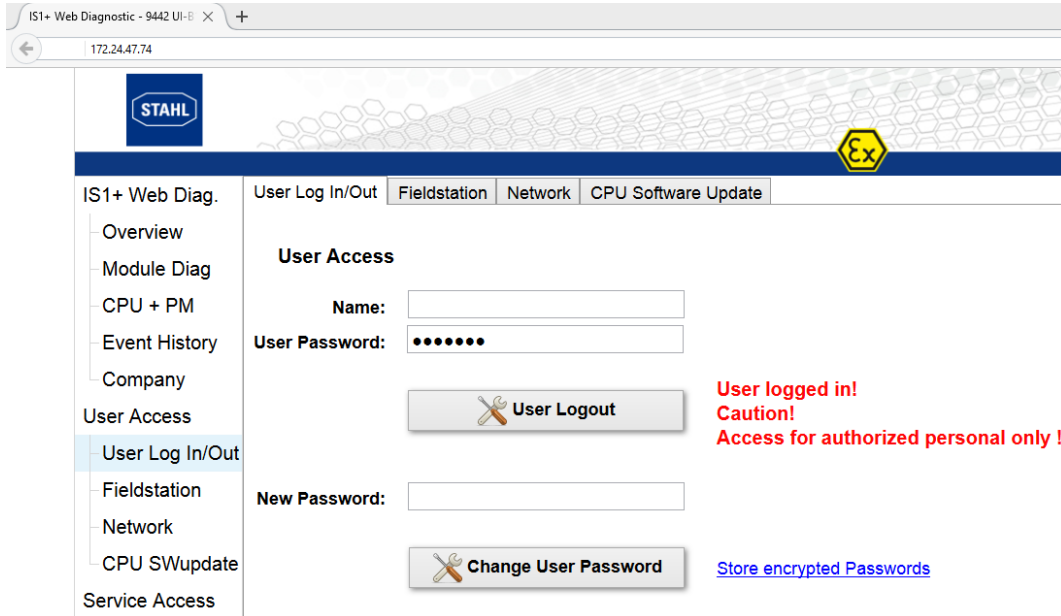 IS1+ Web Diagnostic - 9442 UI-B
172.24.47.74
STAHL
Ex
IS1+ Web Diag.
Overview
Module Diag
CPU + PM
Event History
Company
User Access
User Log In/Out
Fieldstation
Network
CPU SWupdate
Service Access
User Log In/Out Fieldstation Network CPU Software Update
User Access
Name:
User Password: •••••••
User Logout
User logged in!
Caution!
Access for authorized personal only !
New Password:
Change User Password
Store encrypted Passwords